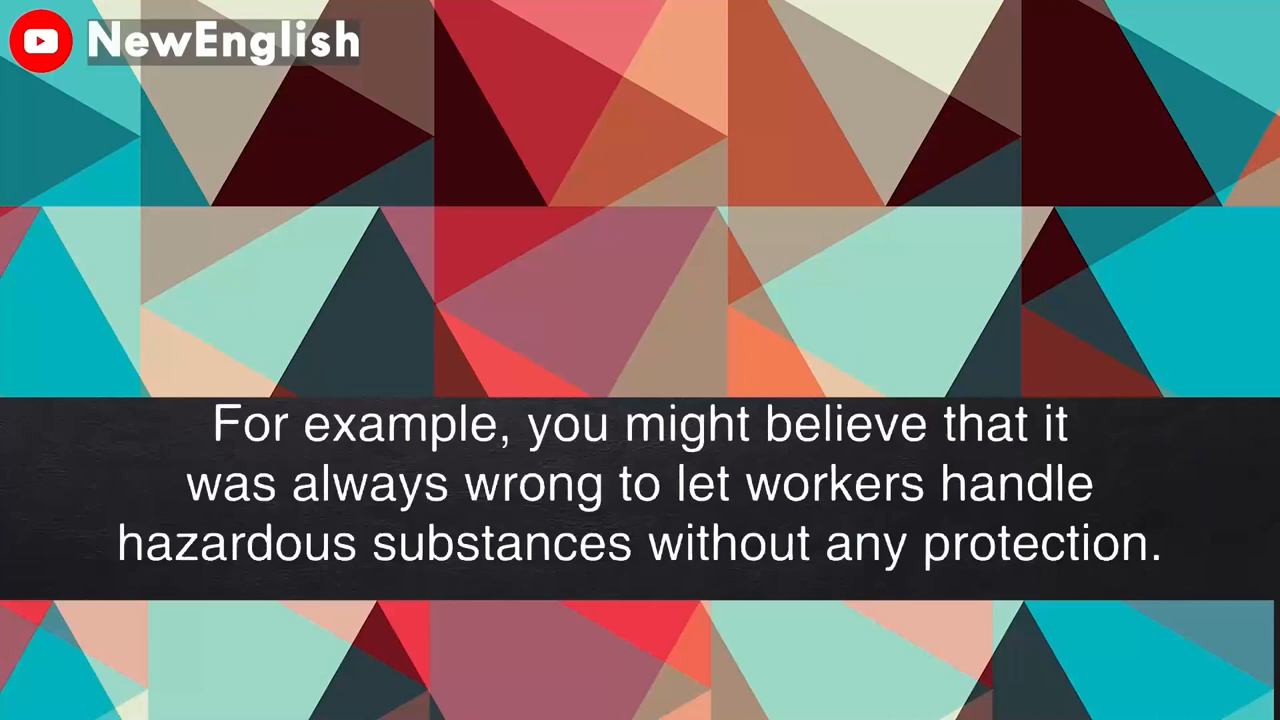 NewEnglish
For example, you might believe that it
was always wrong to let workers handle
hazardous substances without any protection.